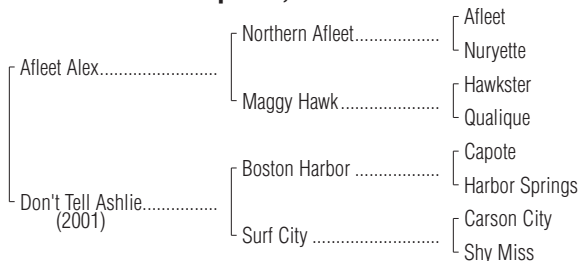 Afleet
Northern Afleet
Nuryette
Afleet Alex
Hawkster
Maggy Hawk
Qualique
Capote
Boston Harbor
Harbor Springs
Don't Tell Ashlie
(2001)
Carson City
Surf City
Shy Miss